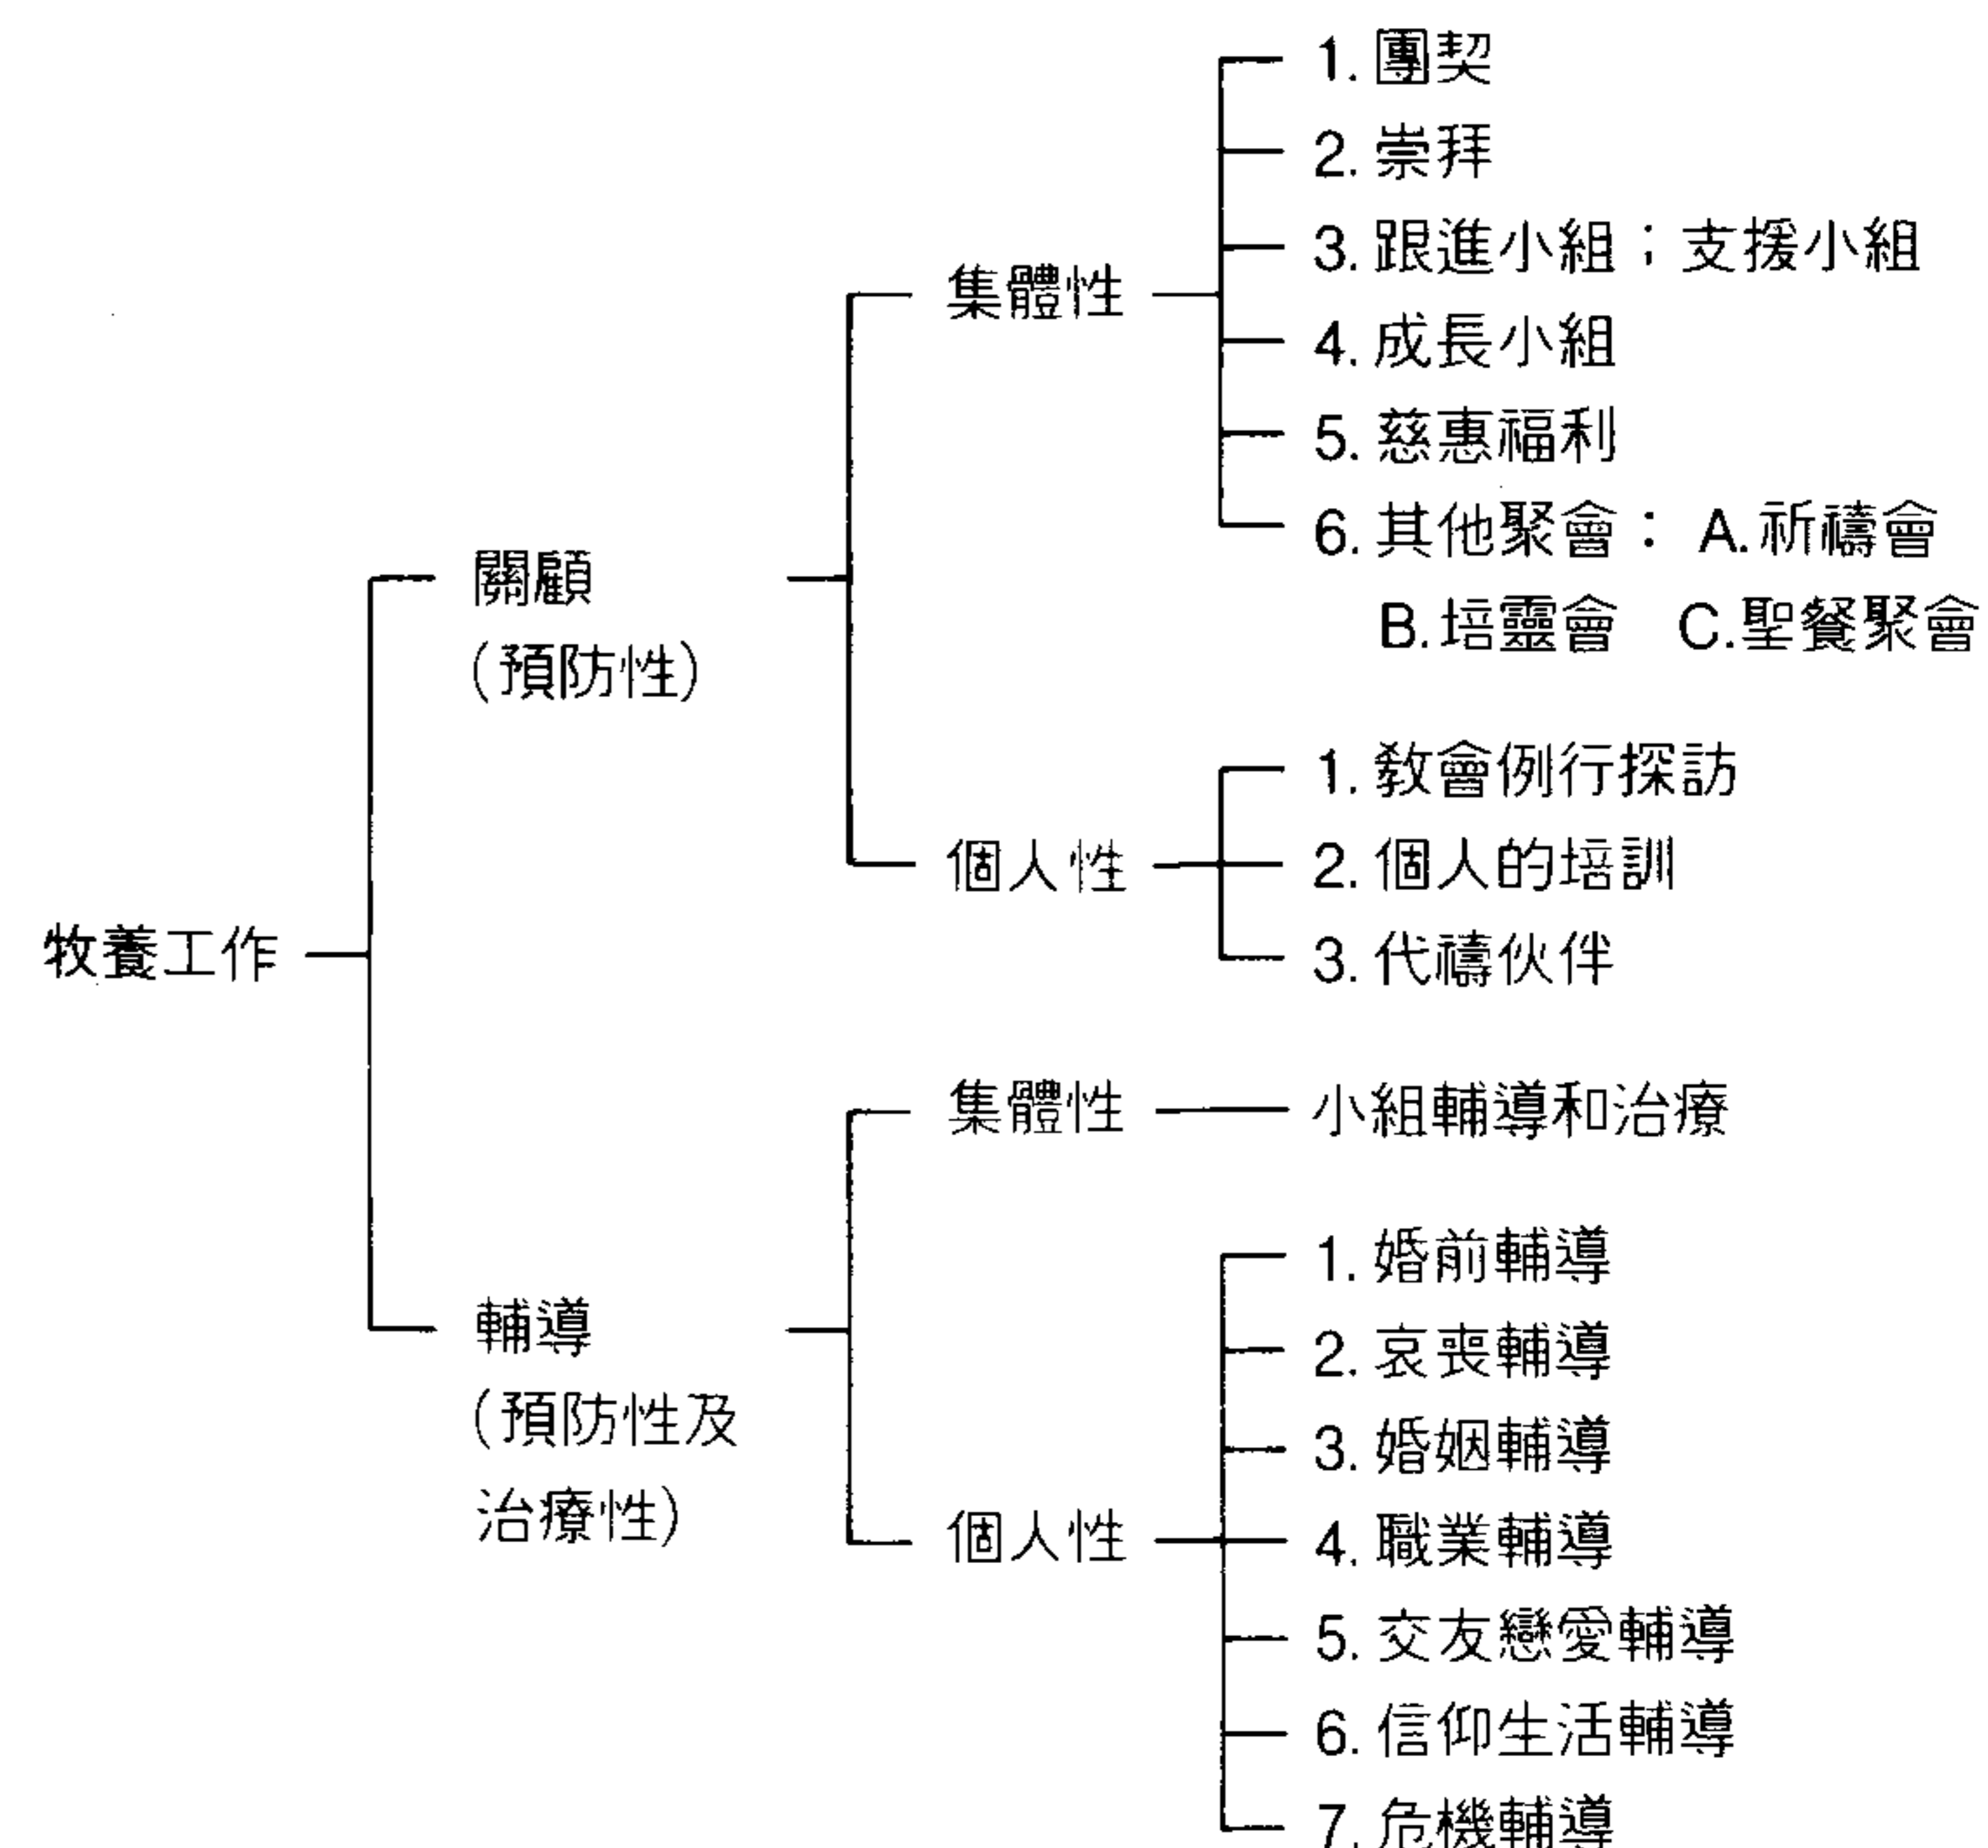 1. 團契
2. 崇拜
3. 跟進小組；支援小組
集體性
4. 成長小組
5. 慈惠福利
6. 其他聚會： A.祈禱會
關顧
B.培靈會 C.聖餐聚會
(預防性)
1. 教會例行探訪
個人性
2. 個人的培訓
牧養工作
3. 代禱伙伴
集體性
小組輔導和治療
1. 婚前輔導
輔導
2. 哀喪輔導
(預防性及
3. 婚姻輔導
治療性)
個人性
4. 職業輔導
5. 交友戀愛輔導
6. 信仰生活輔導
7. 危機輔導